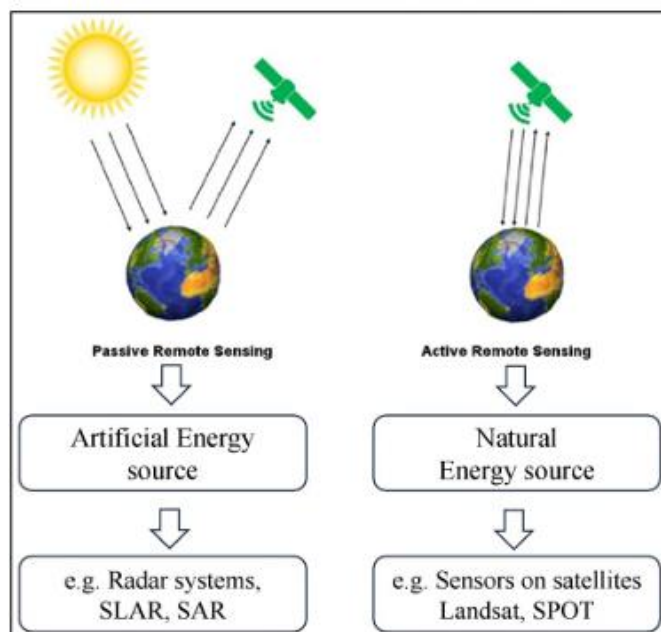 Passive Remote Sensing
Active Remote Sensing
Artificial Energy
source
Natural
Energy source
e.g. Radar systems,
SLAR, SAR
e.g. Sensors on satellites
Landsat, SPOT